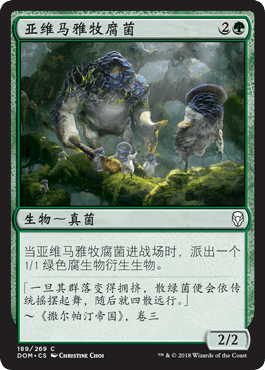 亚维马雅牧腐菌 2
生物～真菌
当亚维马雅牧腐菌进战场时，派出一个
1/1 绿色腐生物衍生生物。
「一旦其群落变得拥挤，散绿菌便会依传
统摇摆起舞，随后就四散远行。」
～《撒尔帕汀帝国》，卷三
2/2
189/269 C
DOM • CS CHRISTINE CHOI
™ & © 2018 Wizards of the Coast